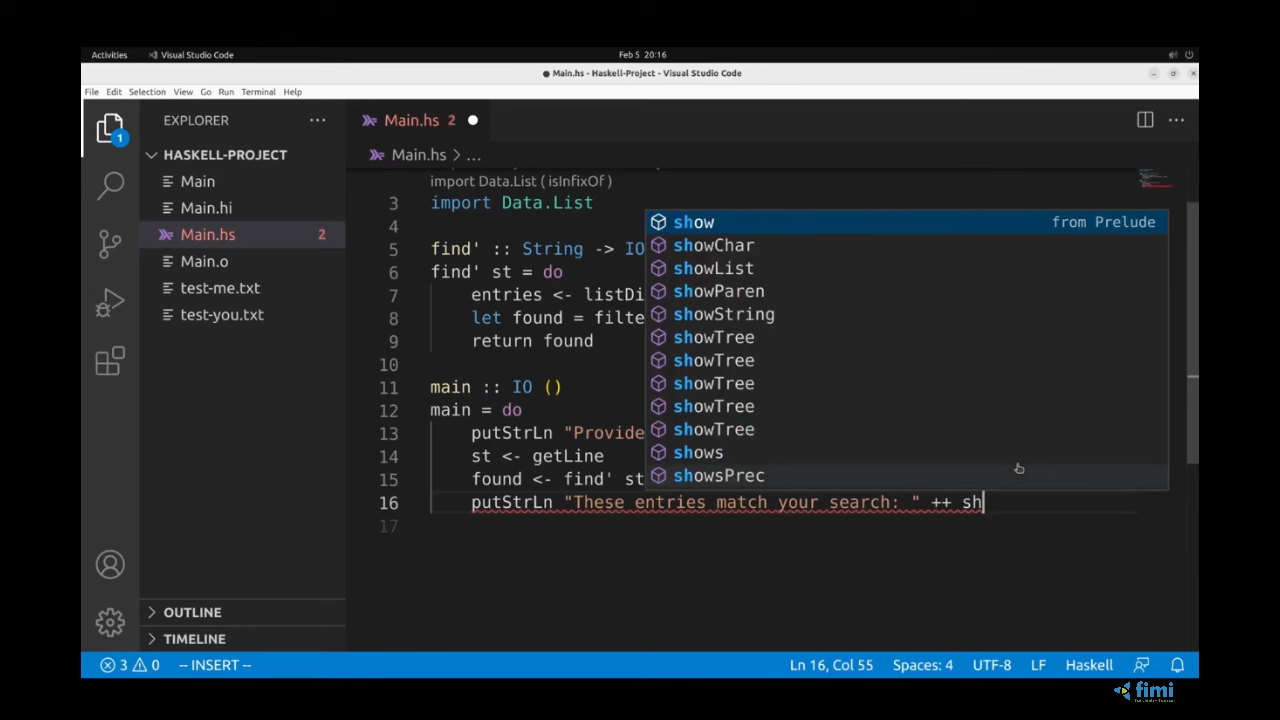 Activities Visual Studio Code Feb 5 20:16
● Main.hs - Haskell-Project - Visual Studio Code
File Edit Selection View Go Run Terminal Help
EXPLORER ···
Main.hs 2
1
HASKELL-PROJECT
Main.hs > ...
Main
Main.hi
Main.hs 2
Main.o
test-me.txt
test-you.txt
OUTLINE
TIMELINE
import Data.List ( isInfixOf )
3 import Data.List
4
5 find' :: String -> IO
6 find' st = do
7 entries <- listDi
8 let found = filte
9 return found
10
11 main :: IO ()
12 main = do
13 putStrLn "Provide
14 st <- getLine
15 found <- find' st
16 putStrLn "These entries match your search: " ++ sh
17
show from Prelude
showChar
showList
showParen
showString
showTree
showTree
showTree
showTree
showTree
shows
showsPrec
3 0 -- INSERT -- Ln 16, Col 55 Spaces: 4 UTF-8 LF Haskell
fimi